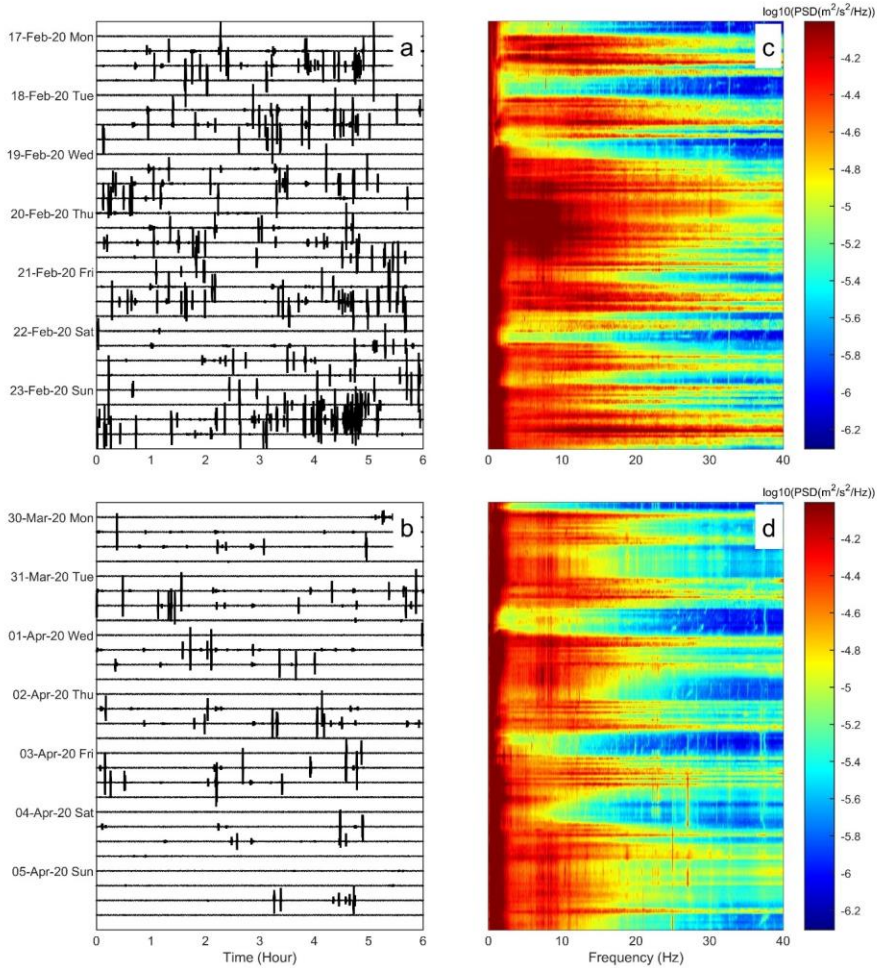 a
17-Feb-20 Mon
18-Feb-20 Tue
19-Feb-20 Wed
20-Feb-20 Thu
21-Feb-20 Fri
22-Feb-20 Sat
23-Feb-20 Sun
0 1 2 3 4 5 6
c
log10(PSD(m²/s²/Hz))
-4.2
-4.4
-4.6
-4.8
-5
-5.2
-5.4
-5.6
-5.8
-6
-6.2
0 10 20 30 40
b
30-Mar-20 Mon
31-Mar-20 Tue
01-Apr-20 Wed
02-Apr-20 Thu
03-Apr-20 Fri
04-Apr-20 Sat
05-Apr-20 Sun
0 1 2 3 4 5 6
Time (Hour)
d
log10(PSD(m²/s²/Hz))
-4.2
-4.4
-4.6
-4.8
-5
-5.2
-5.4
-5.6
-5.8
-6
-6.2
0 10 20 30 40
Frequency (Hz)